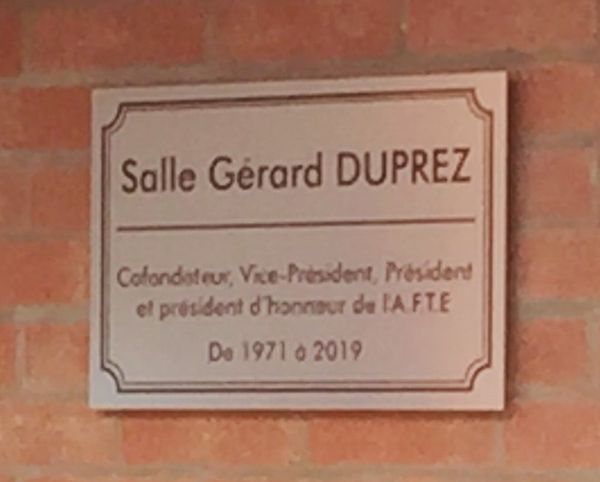 Salle Gérard DUPREZ
Cofondateur, Vice-Président, Président
et président d'honneur de l'A.F.T.E
De 1971 à 2019